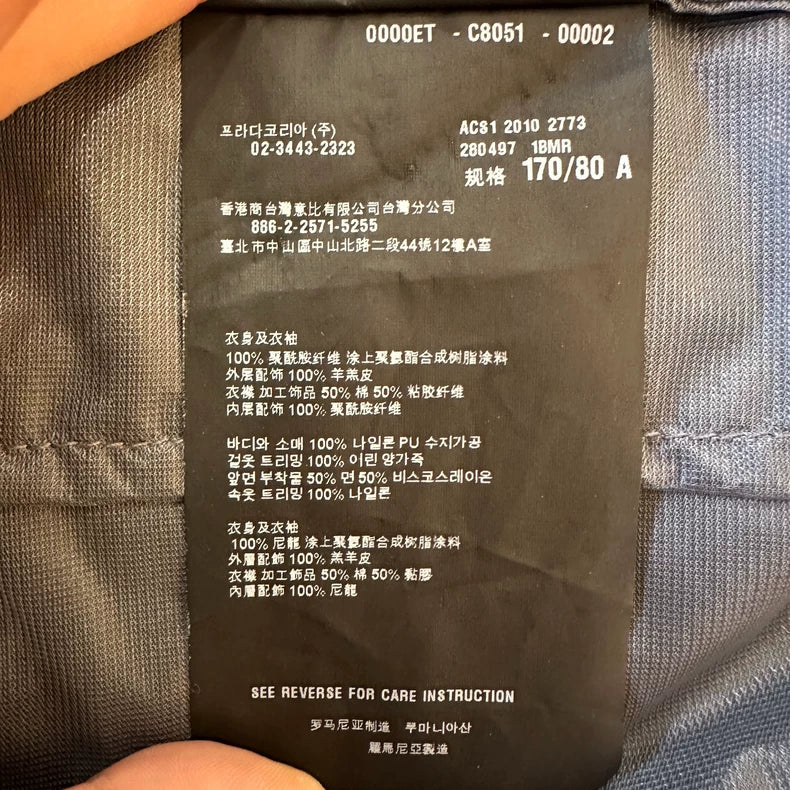 0000ET - C8051 - 00002
프라다코리아 (주)
02-3443-2323
ACS1 2010 2773
280497 1BMR
规格 170/80 A
香港商台灣意比有限公司台灣分公司
886-2-2571-5255
臺北市中山區中山北路二段44號12樓A室
衣身及衣袖
100% 聚酰胺纤维 涂上聚氨酯合成树脂涂料
外层配饰 100% 羊羔皮
衣襟 加工饰品 50% 棉 50% 粘胶纤维
内层配饰 100% 聚酰胺纤维
바디와 소매 100% 나일론 PU 수지가공
겉옷 트리밍 100% 어린 양가죽
앞면 부착물 50% 면 50% 비스코스레이온
속옷 트리밍 100% 나일론
衣身及衣袖
100% 尼龍 涂上聚氨酯合成树脂涂料
外層配飾 100% 羔羊皮
衣襟 加工飾品 50% 棉 50% 黏膠
內層配飾 100% 尼龍
SEE REVERSE FOR CARE INSTRUCTION
罗马尼亚制造 루마니아산
羅馬尼亞製造